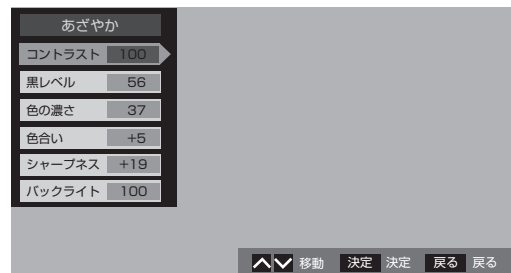 あざやか
コントラスト 100
黒レベル 56
色の濃さ 37
色合い +5
シャープネス +19
バックライト 100
移動 決定 決定 戻る 戻る